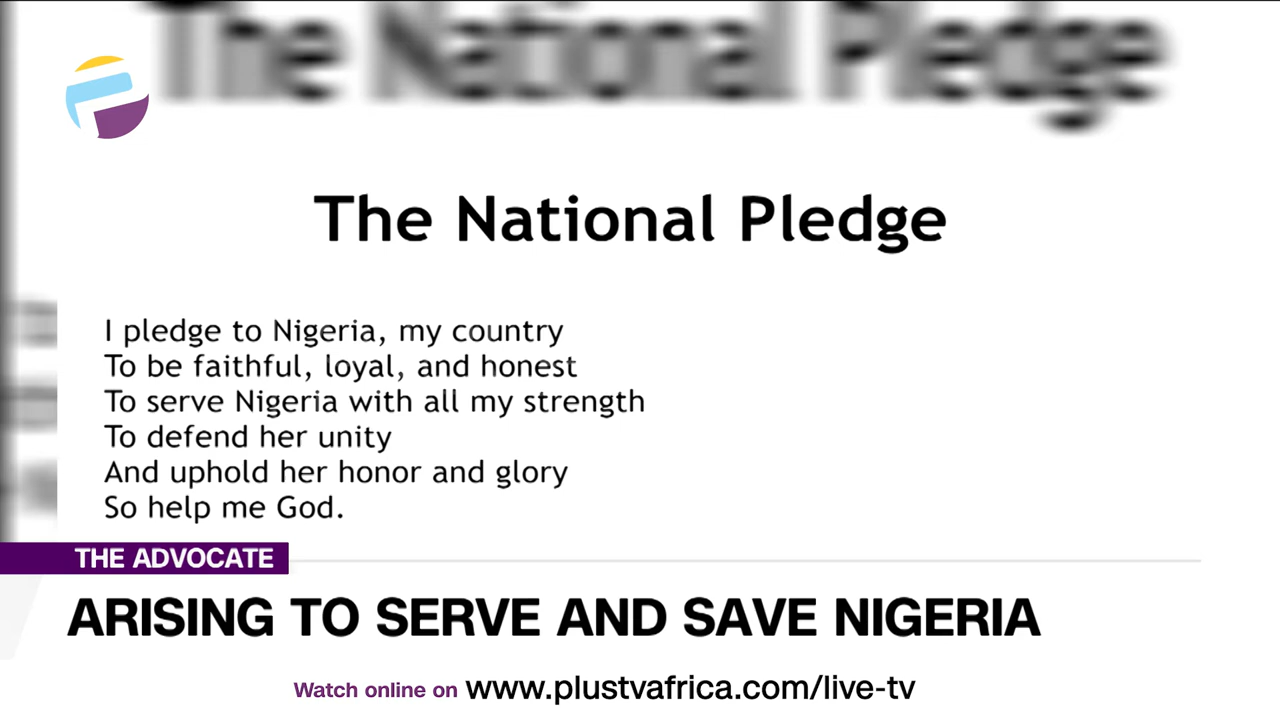 The National Pledge
The National Pledge
I pledge to Nigeria, my country
To be faithful, loyal, and honest
To serve Nigeria with all my strength
To defend her unity
And uphold her honor and glory
So help me God.
THE ADVOCATE
ARISING TO SERVE AND SAVE NIGERIA
Watch online on www.plustvafrica.com/live-tv